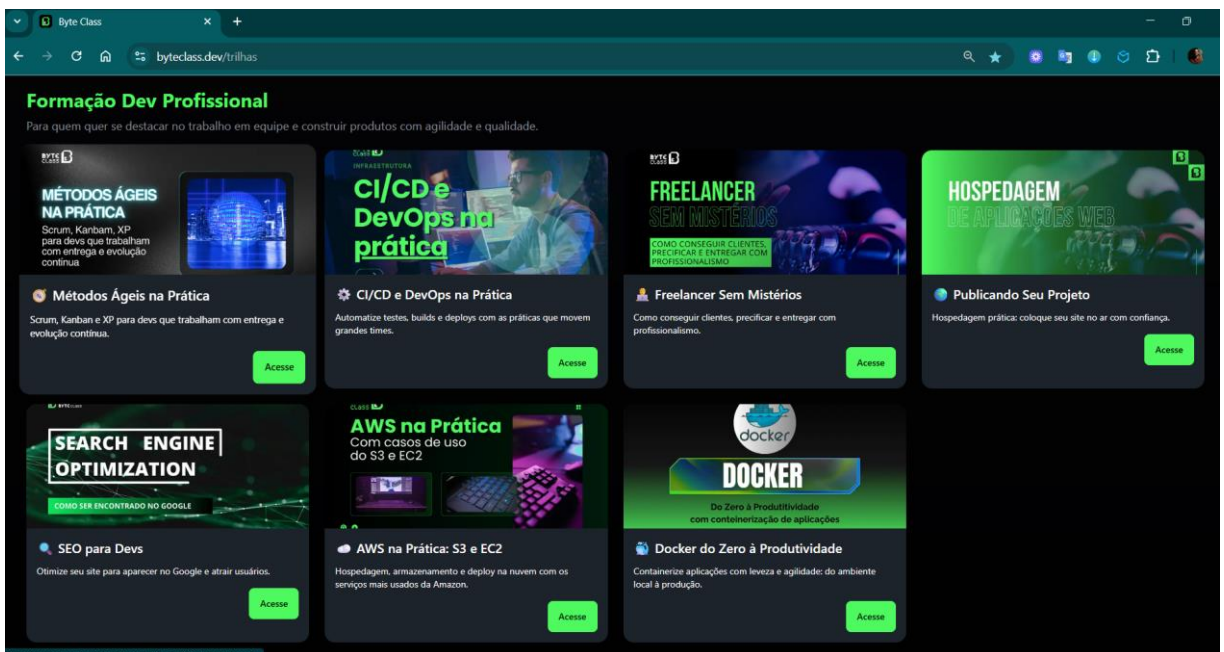 Byte Class
byteclass.dev/trilhas
Formação Dev Profissional
Para quem quer se destacar no trabalho em equipe e construir produtos com agilidade e qualidade.
BYTE CLASS
MÉTODOS ÁGEIS
NA PRÁTICA
Scrum, Kanbam, XP
para devs que trabalham
com entrega e evolução
contínua
Métodos Ágeis na Prática
Scrum, Kanban e XP para devs que trabalham com entrega e
evolução contínua.
Acesse
CLASS
INFRAESTRUTURA
CI/CD e
DevOps na
prática
CI/CD e DevOps na Prática
Automatize testes, builds e deploys com as práticas que movem
grandes times.
Acesse
BYTE CLASS
FREELANCER
SEM MISTÉRIOS
COMO CONSEGUIR CLIENTES,
PRECIFICAR E ENTREGAR COM
PROFISSIONALISMO
Freelancer Sem Mistérios
Como conseguir clientes, precificar e entregar com
profissionalismo.
Acesse
HOSPEDAGEM
DE APLICAÇÕES WEB
Publicando Seu Projeto
Hospedagem prática: coloque seu site no ar com confiança.
Acesse
SEARCH ENGINE
OPTIMIZATION
COMO SER ENCONTRADO NO GOOGLE
SEO para Devs
Otimize seu site para aparecer no Google e atrair usuários.
Acesse
CLASS
AWS na Prática
Com casos de uso
do S3 e EC2
AWS na Prática: S3 e EC2
Hospedagem, armazenamento e deploy na nuvem com os
serviços mais usados da Amazon.
Acesse
docker
DOCKER
Do Zero à Produtitividade
com conteinerização de aplicações
Docker do Zero à Produtividade
Containerize aplicações com leveza e agilidade: do ambiente
local à produção.
Acesse